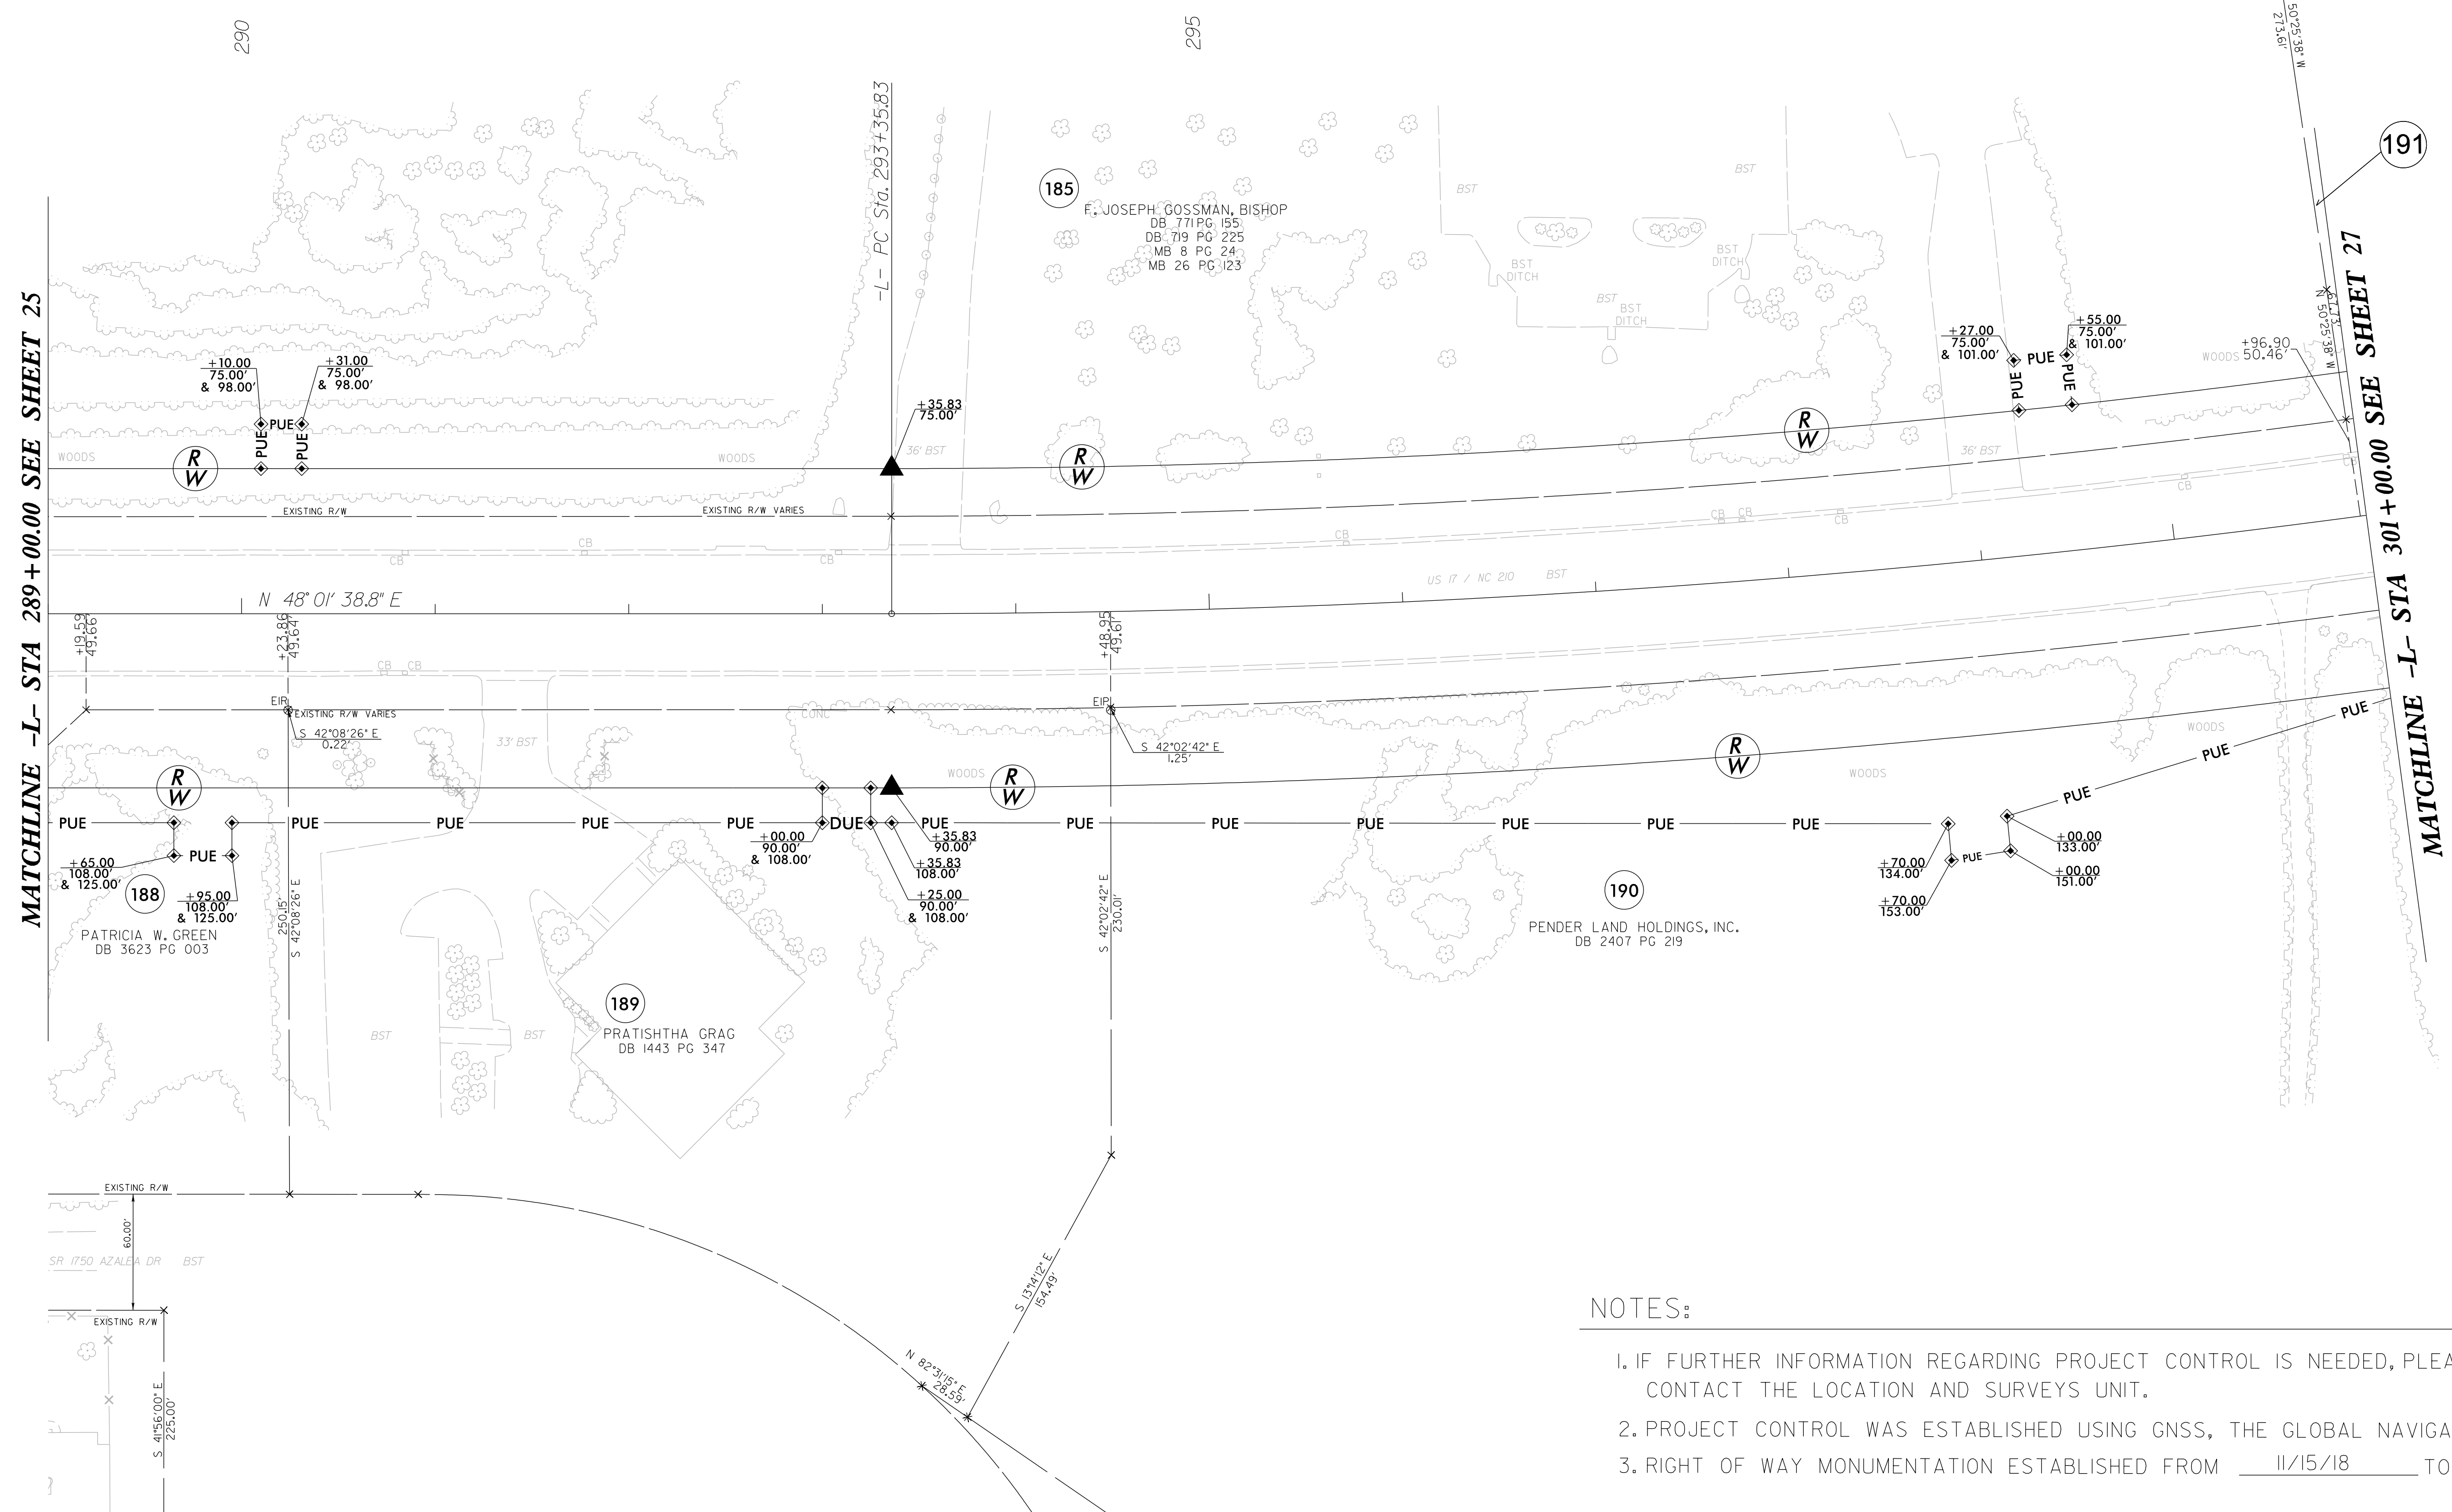 290
295
50°25'38" W
273.61'
191
-L- PC Sta. 293+35.83
185
F. JOSEPH GOSSMAN, BISHOP
DB 771 PG 155
DB 719 PG 225
MB 8 PG 24
MB 26 PG 123
BST
BST
BST
DITCH
BST
DITCH
BST
BST
DITCH
MATCHLINE -L- STA 289+00.00 SEE SHEET 25
MATCHLINE -L- STA 301+00.00 SEE SHEET 27
67.73'
N 50°25'38" W
+10.00
75.00'
& 98.00'
+31.00
75.00'
& 98.00'
+27.00
75.00'
& 101.00'
+55.00
75.00'
& 101.00'
WOODS
+96.90
50.46'
PUE
PUE
PUE
PUE
PUE
PUE
+35.83
75.00'
WOODS
R
W
WOODS
36' BST
R
W
R
W
36' BST
EXISTING R/W
EXISTING R/W VARIES
CB
CB
CB
CB
CB
CB
CB
CB
CB
CB
US 17 / NC 210 BST
N 48° 01' 38.8" E
+19.59
49.66'
+23.86
49.64'
+48.95
49.61'
CB CB
EIR
EXISTING R/W VARIES
S 42°08'26" E
0.22'
33' BST
CONC
EIP
S 42°02'42" E
1.25'
WOODS
WOODS
WOODS
R
W
R
W
R
W
PUE
PUE
PUE
PUE
PUE PUE PUE PUE PUE DUE PUE PUE PUE PUE PUE PUE PUE
+65.00
108.00'
& 125.00'
PUE
+95.00
108.00'
& 125.00'
+00.00
90.00'
& 108.00'
+35.83
90.00'
+35.83
108.00'
+25.00
90.00'
& 108.00'
+70.00
134.00'
+70.00
153.00'
PUE
+00.00
133.00'
+00.00
151.00'
188
PATRICIA W. GREEN
DB 3623 PG 003
250.15'
S 42°08'26" E
S 42°02'42" E
230.01'
190
PENDER LAND HOLDINGS, INC.
DB 2407 PG 219
189
PRATISHTHA GRAG
DB 1443 PG 347
BST
BST
EXISTING R/W
60.00'
SR 1750 AZALEA DR BST
EXISTING R/W
S 41°56'00" E
225.00'
S 13°14'12" E
154.49'
N 82°31'15" E
28.59'
NOTES:
1. IF FURTHER INFORMATION REGARDING PROJECT CONTROL IS NEEDED, PLEA
CONTACT THE LOCATION AND SURVEYS UNIT.
2. PROJECT CONTROL WAS ESTABLISHED USING GNSS, THE GLOBAL NAVIGA
3. RIGHT OF WAY MONUMENTATION ESTABLISHED FROM 11/15/18 TO